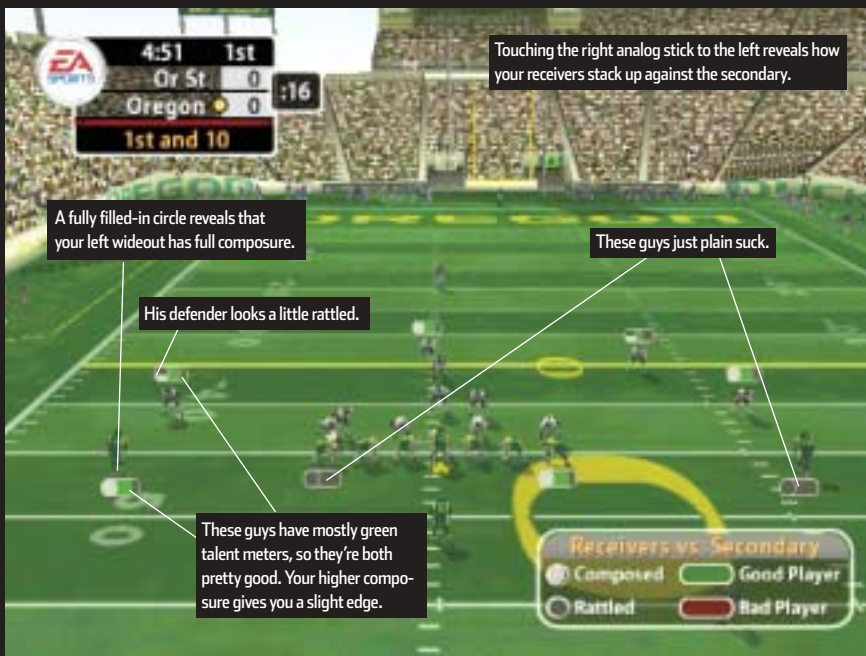 EA
SPORTS
4:51 1st
Or St 0
Oregon 0
:16
1st and 10
Touching the right analog stick to the left reveals how
your receivers stack up against the secondary.
OREGON
A fully filled-in circle reveals that
your left wideout has full composure.
These guys just plain suck.
His defender looks a little rattled.
These guys have mostly green
talent meters, so they’re both
pretty good. Your higher compo-
sure gives you a slight edge.
Receivers vs. Secondary
Composed Good Player
Rattled Bad Player